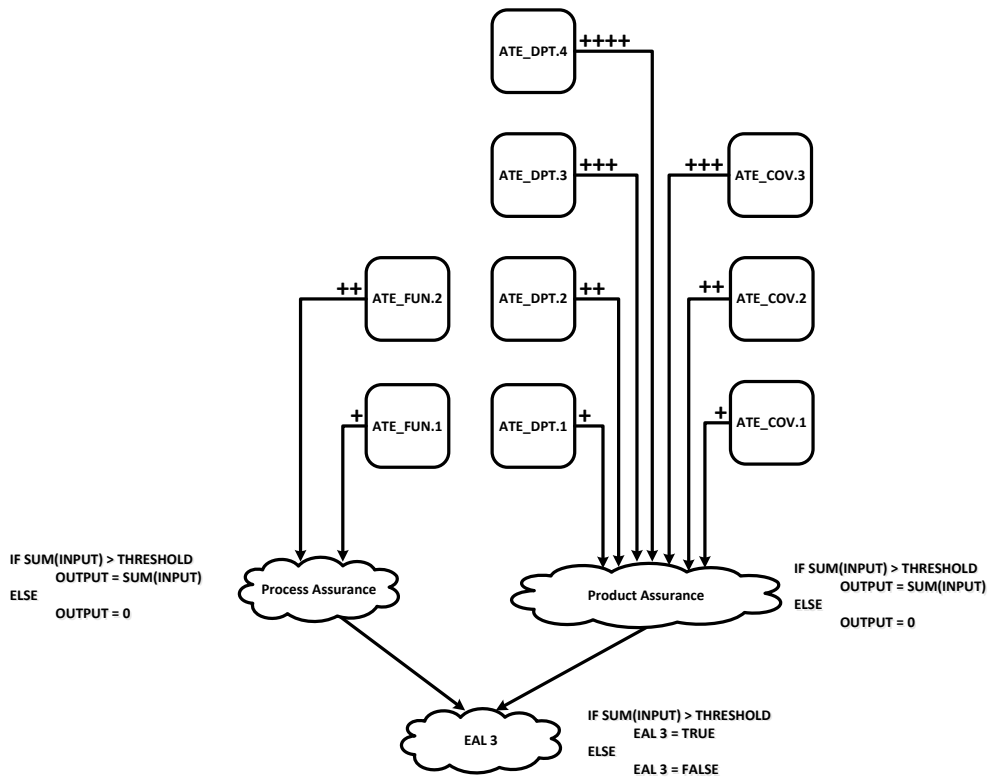 ATE_DPT.4
++++
ATE_DPT.3
+++
+++
ATE_COV.3
++
ATE_FUN.2
ATE_DPT.2
++
++
ATE_COV.2
+
ATE_FUN.1
ATE_DPT.1
+
+
ATE_COV.1
IF SUM(INPUT) > THRESHOLD
OUTPUT = SUM(INPUT)
ELSE
OUTPUT = 0
Process Assurance
Product Assurance
IF SUM(INPUT) > THRESHOLD
OUTPUT = SUM(INPUT)
ELSE
OUTPUT = 0
EAL 3
IF SUM(INPUT) > THRESHOLD
EAL 3 = TRUE
ELSE
EAL 3 = FALSE